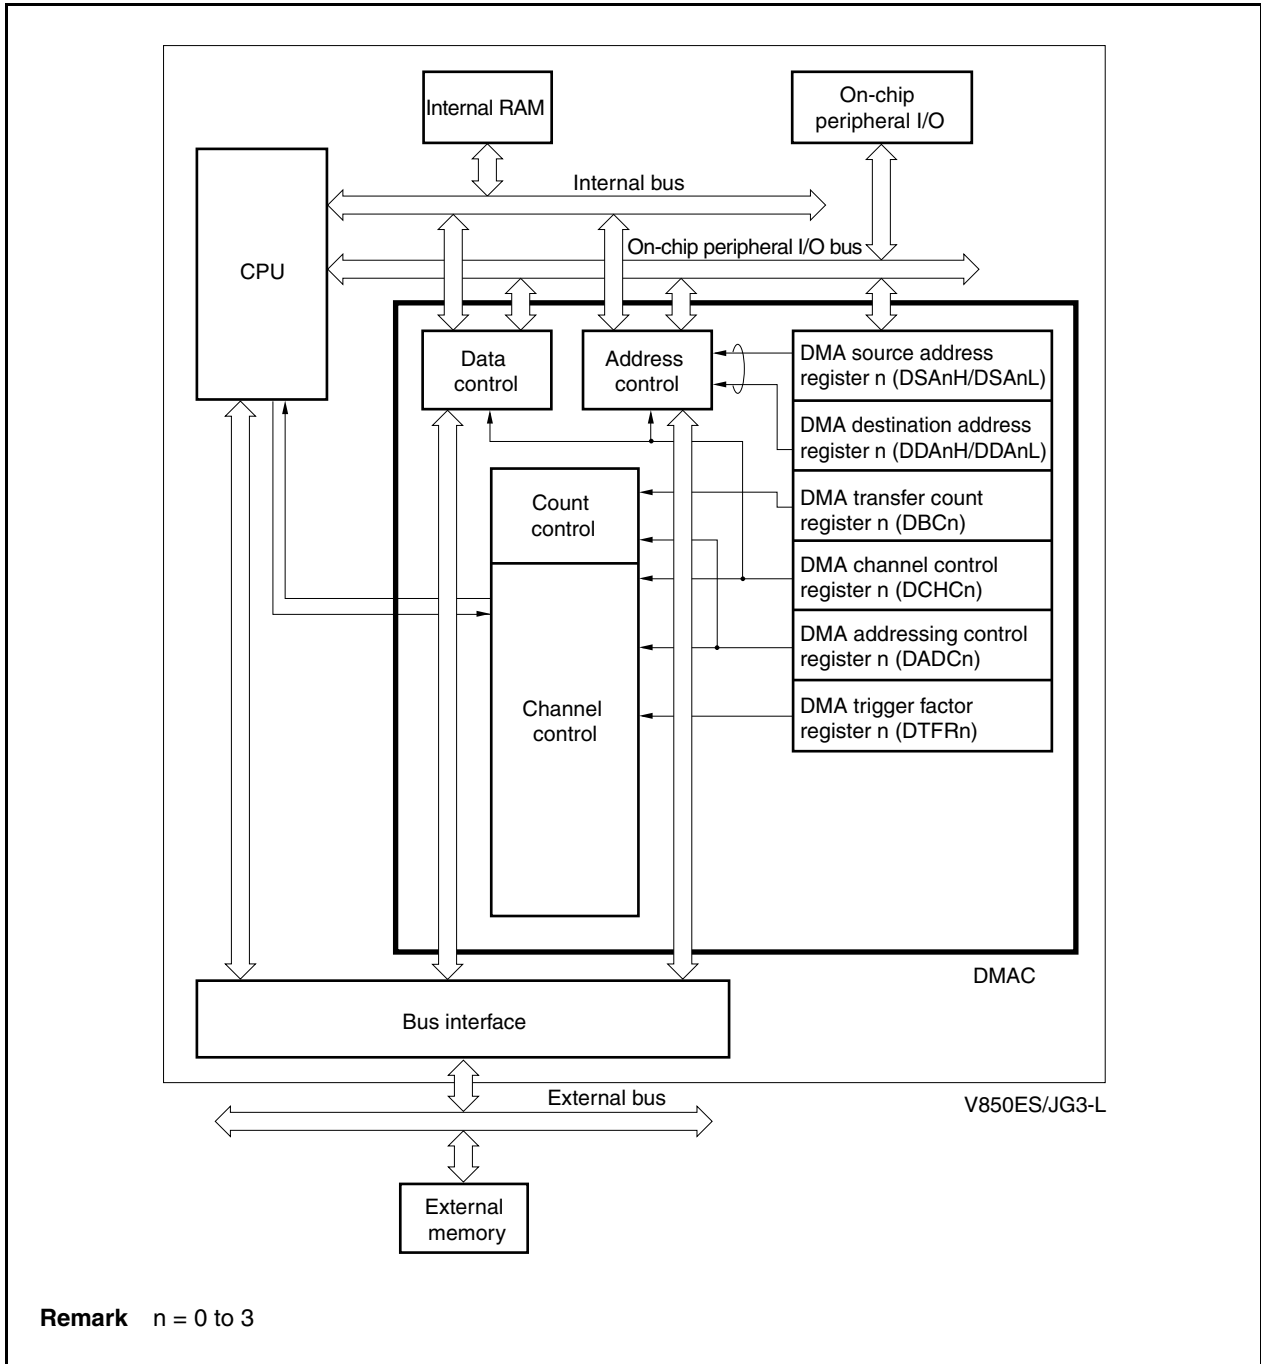 Internal RAM
On-chip
peripheral I/O
Internal bus
On-chip peripheral I/O bus
CPU
Data
control
Address
control
DMA source address
register n (DSAnH/DSAnL)
DMA destination address
register n (DDAnH/DDAnL)
Count
control
DMA transfer count
register n (DBCn)
DMA channel control
register n (DCHCn)
DMA addressing control
register n (DADCn)
Channel
control
DMA trigger factor
register n (DTFRn)
DMAC
Bus interface
External bus
V850ES/JG3-L
External
memory
Remark n = 0 to 3